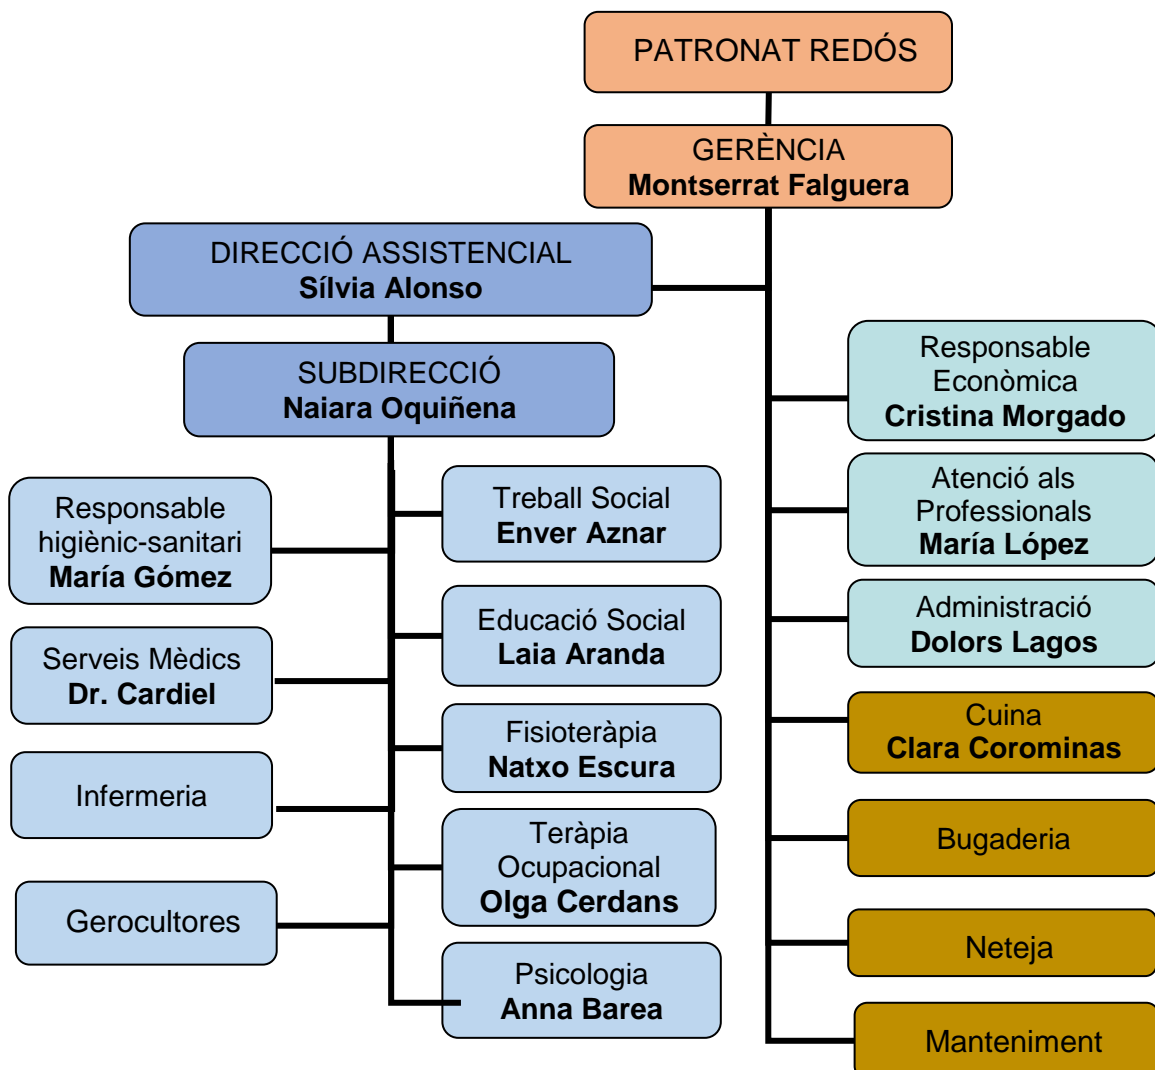 PATRONAT REDÓS
GERÈNCIA
Montserrat Falguera
DIRECCIÓ ASSISTENCIAL
Sílvia Alonso
SUBDIRECCIÓ
Naiara Oquiñena
Responsable
higiènic-sanitari
María Gómez
Serveis Mèdics
Dr. Cardiel
Infermeria
Gerocultores
Treball Social
Enver Aznar
Educació Social
Laia Aranda
Fisioteràpia
Natxo Escura
Teràpia
Ocupacional
Olga Cerdans
Psicologia
Anna Barea
Responsable
Econòmica
Cristina Morgado
Atenció als
Professionals
María López
Administració
Dolors Lagos
Cuina
Clara Corominas
Bugaderia
Neteja
Manteniment